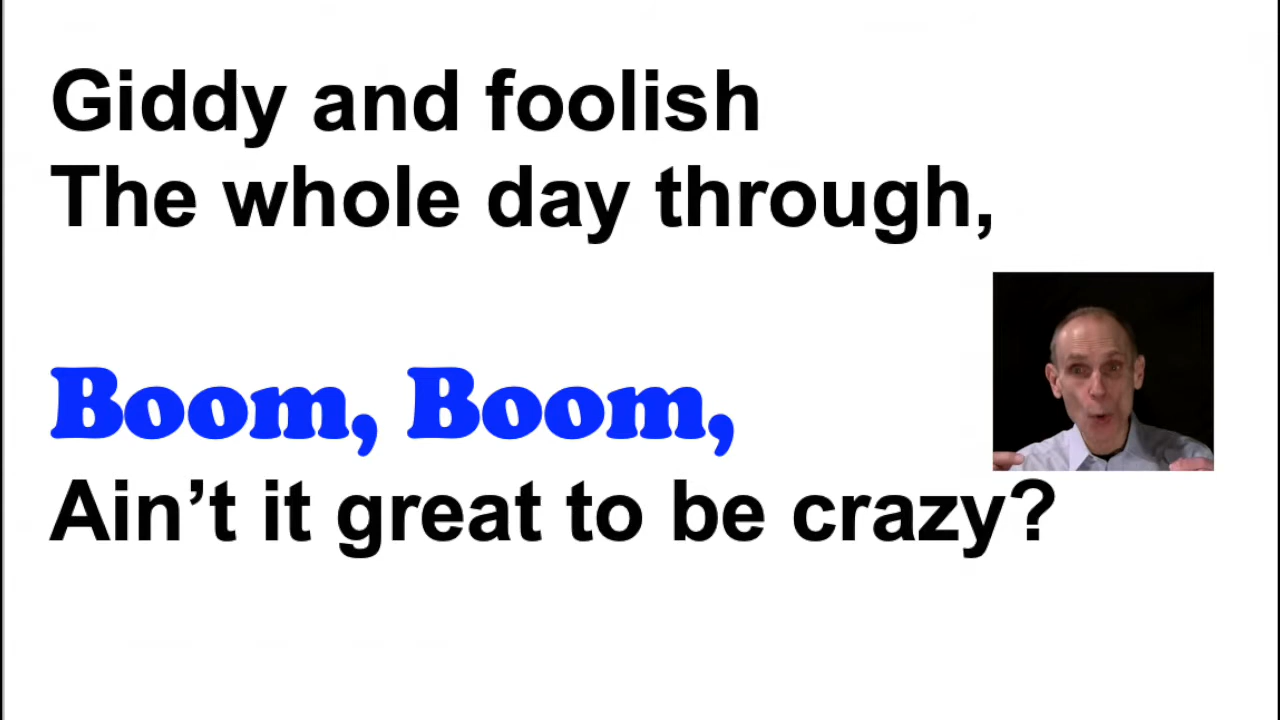 Giddy and foolish
The whole day through,
Boom, Boom,
Ain’t it great to be crazy?